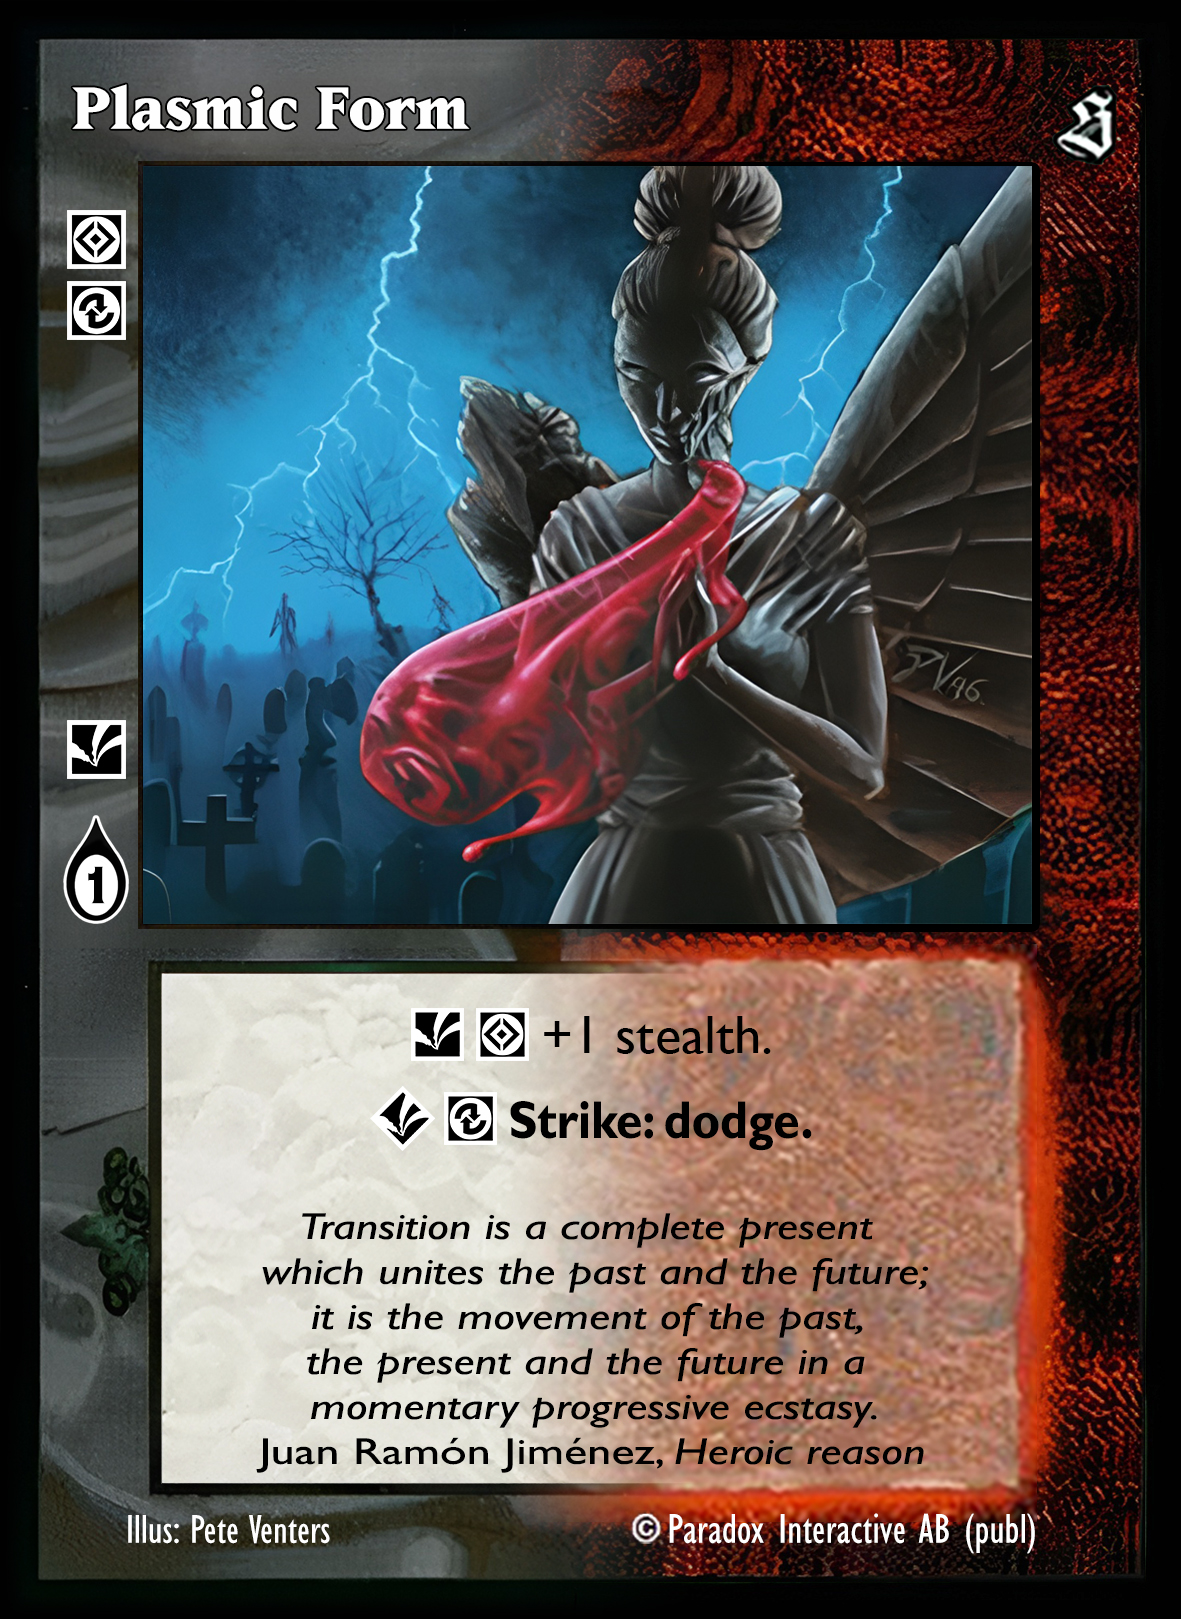 Plasmic Form
1
PV96.
+1 stealth.
Strike: dodge.
Transition is a complete present
which unites the past and the future;
it is the movement of the past,
the present and the future in a
momentary progressive ecstasy.
Juan Ramón Jiménez, Heroic reason
Illus: Pete Venters
© Paradox Interactive AB (publ)